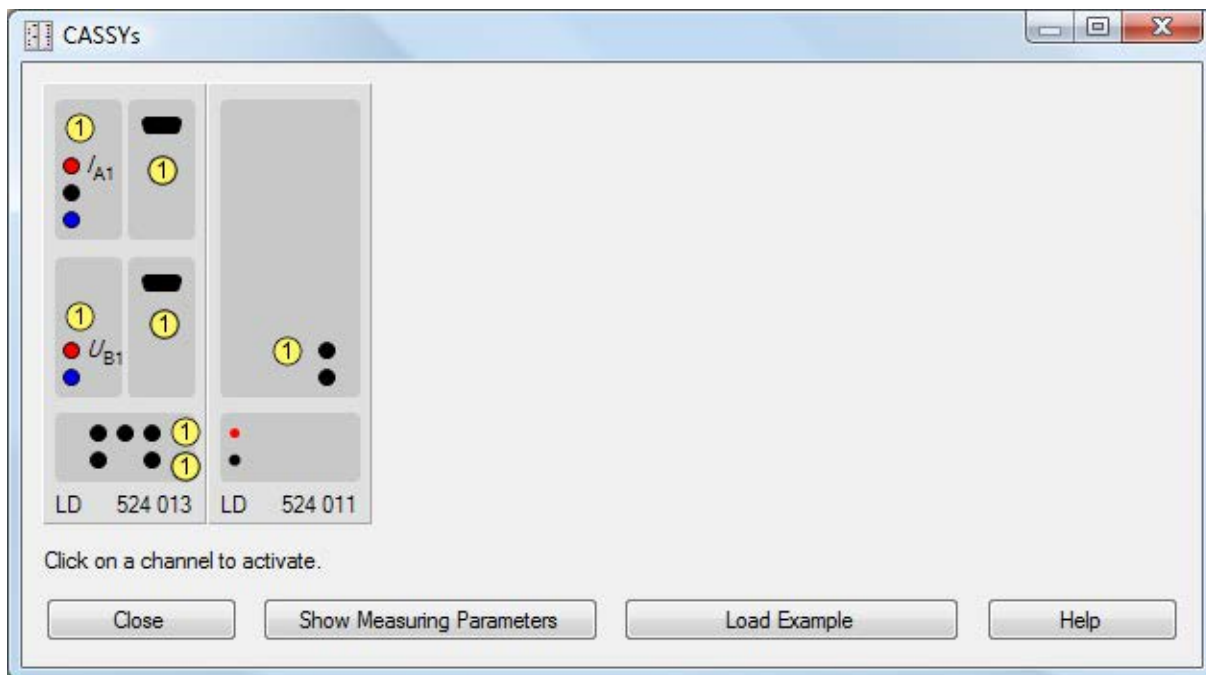 CASSYs
1
I A1
1
1
U B1
1
1
1
1
LD 524 013
LD 524 011
Click on a channel to activate.
Close
Show Measuring Parameters
Load Example
Help